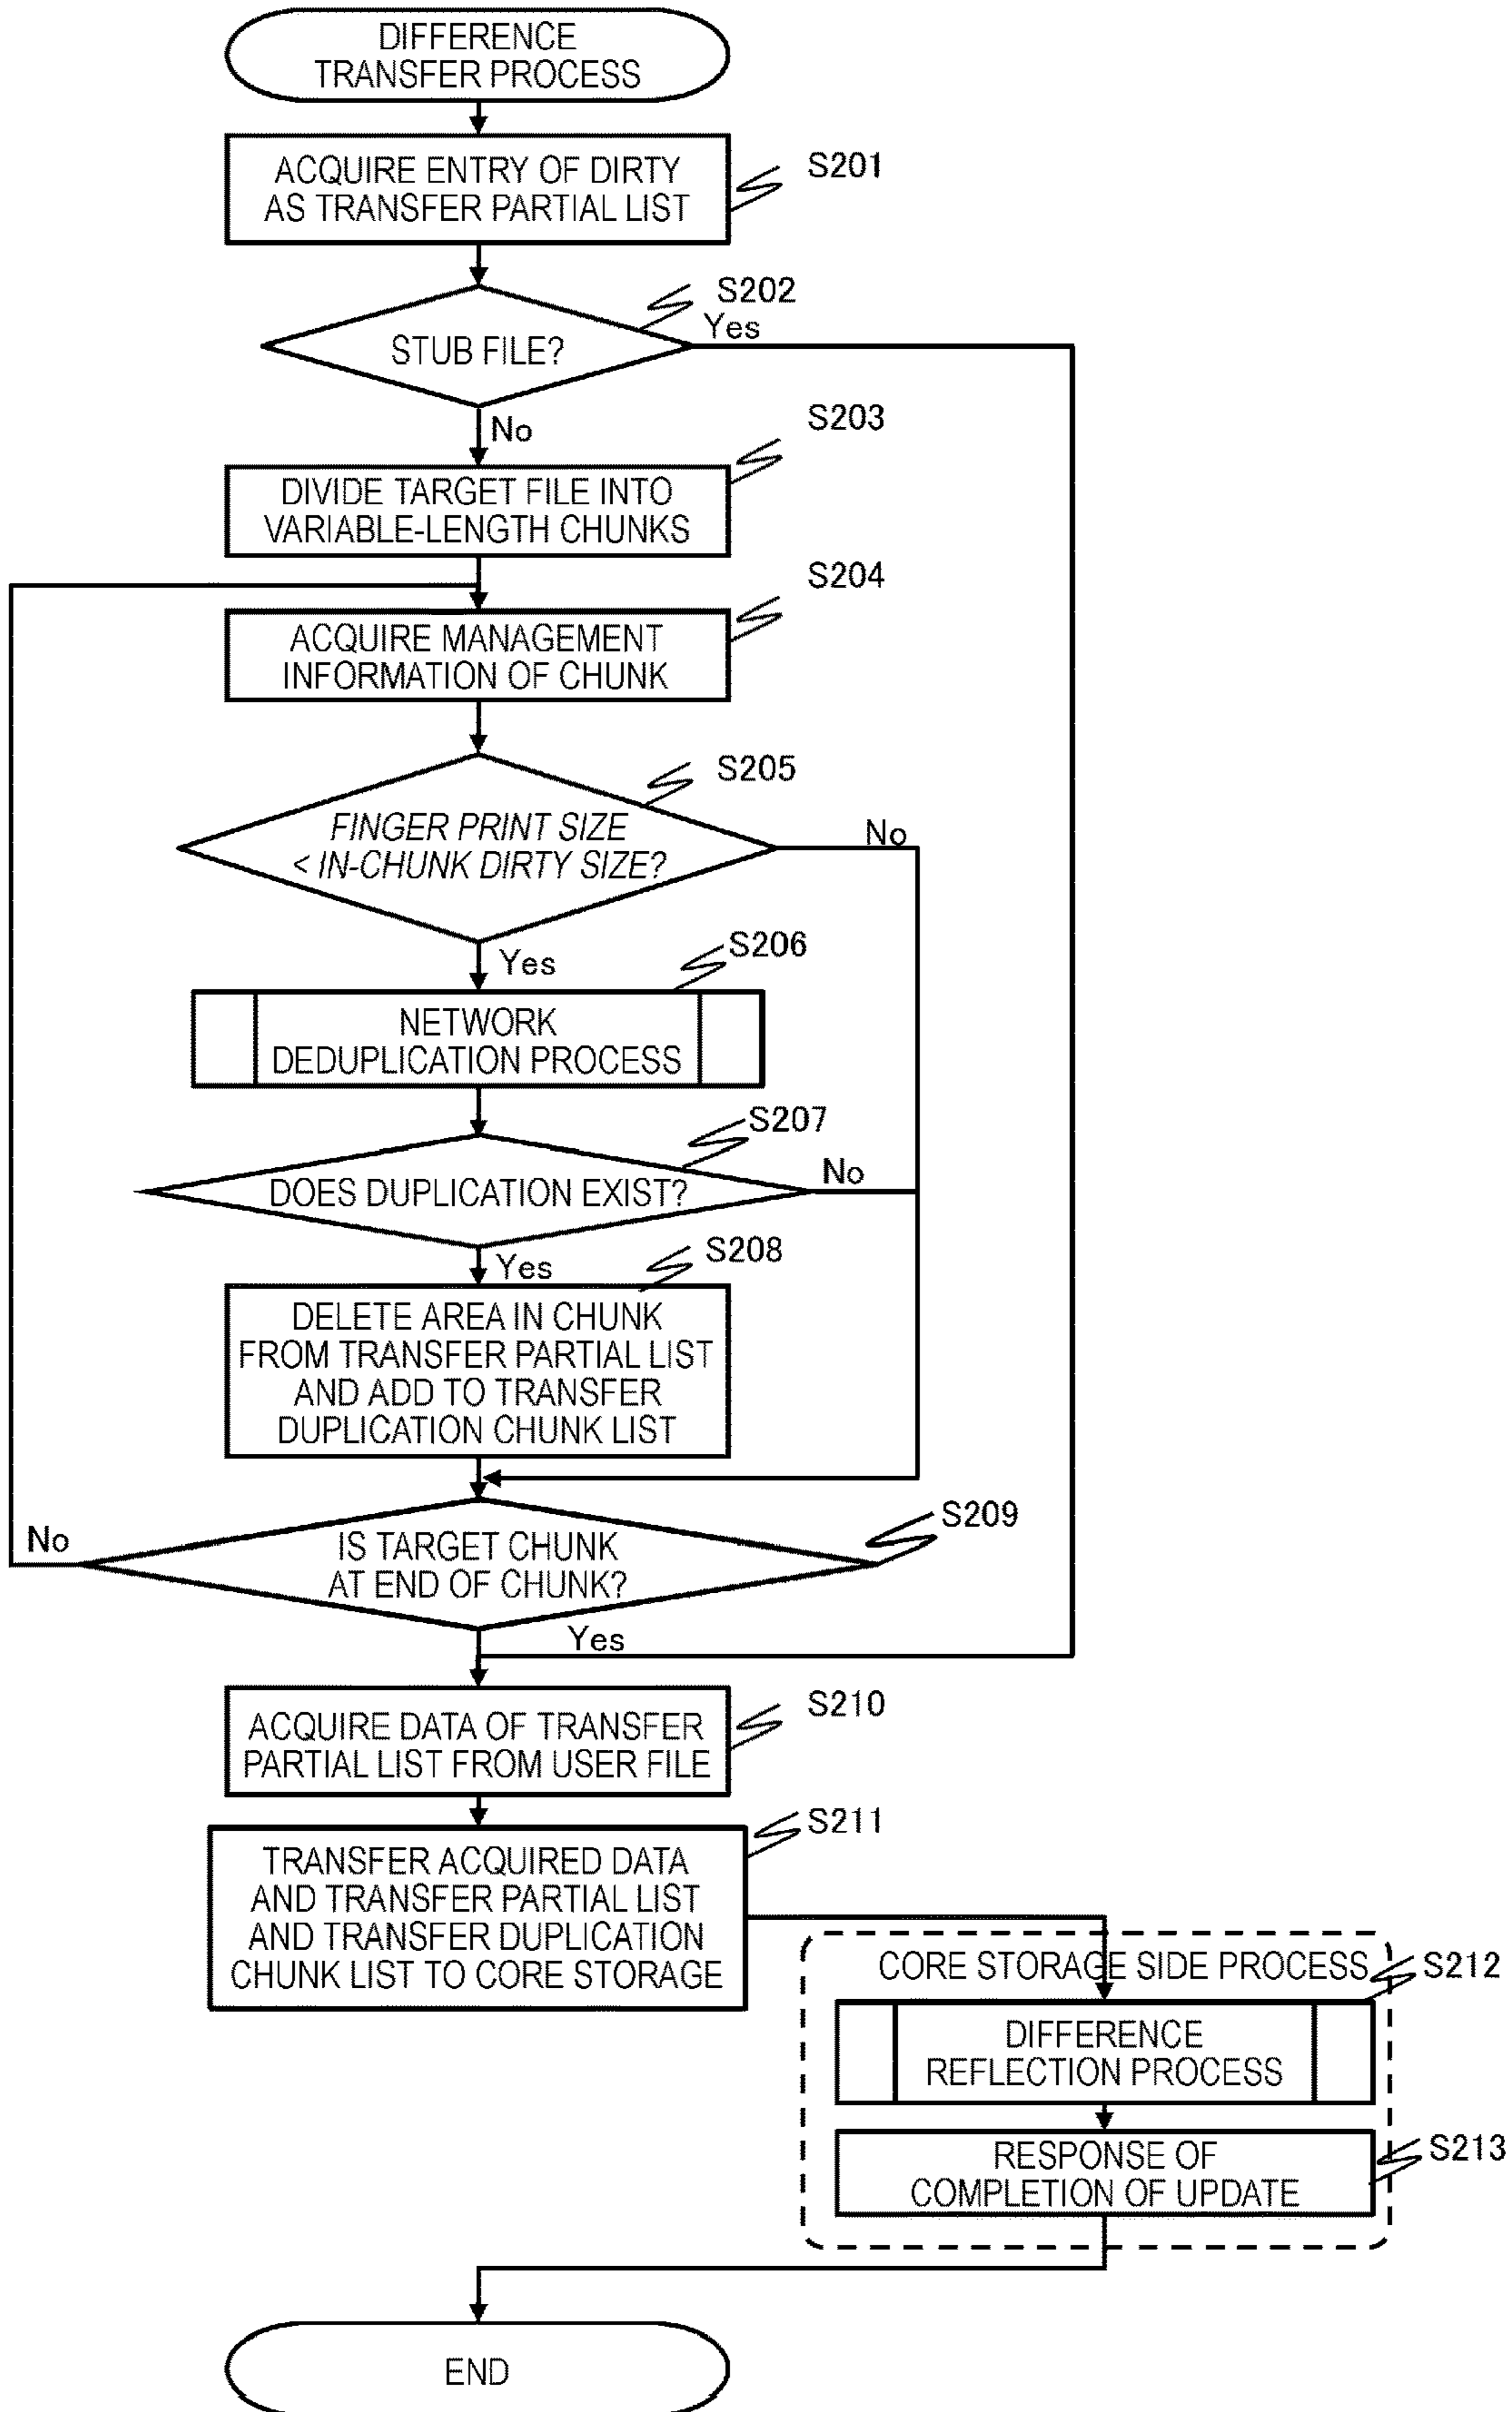 DIFFERENCE
TRANSFER PROCESS
ACQUIRE ENTRY OF DIRTY
AS TRANSFER PARTIAL LIST
S201
STUB FILE?
S202
Yes
No
DIVIDE TARGET FILE INTO
VARIABLE-LENGTH CHUNKS
S203
ACQUIRE MANAGEMENT
INFORMATION OF CHUNK
S204
FINGER PRINT SIZE
< IN-CHUNK DIRTY SIZE?
S205
No
Yes
NETWORK
DEDUPLICATION PROCESS
S206
DOES DUPLICATION EXIST?
S207
No
Yes
DELETE AREA IN CHUNK
FROM TRANSFER PARTIAL LIST
AND ADD TO TRANSFER
DUPLICATION CHUNK LIST
S208
IS TARGET CHUNK
AT END OF CHUNK?
S209
No
Yes
ACQUIRE DATA OF TRANSFER
PARTIAL LIST FROM USER FILE
S210
TRANSFER ACQUIRED DATA
AND TRANSFER PARTIAL LIST
AND TRANSFER DUPLICATION
CHUNK LIST TO CORE STORAGE
S211
CORE STORAGE SIDE PROCESS
DIFFERENCE
REFLECTION PROCESS
S212
RESPONSE OF
COMPLETION OF UPDATE
S213
END